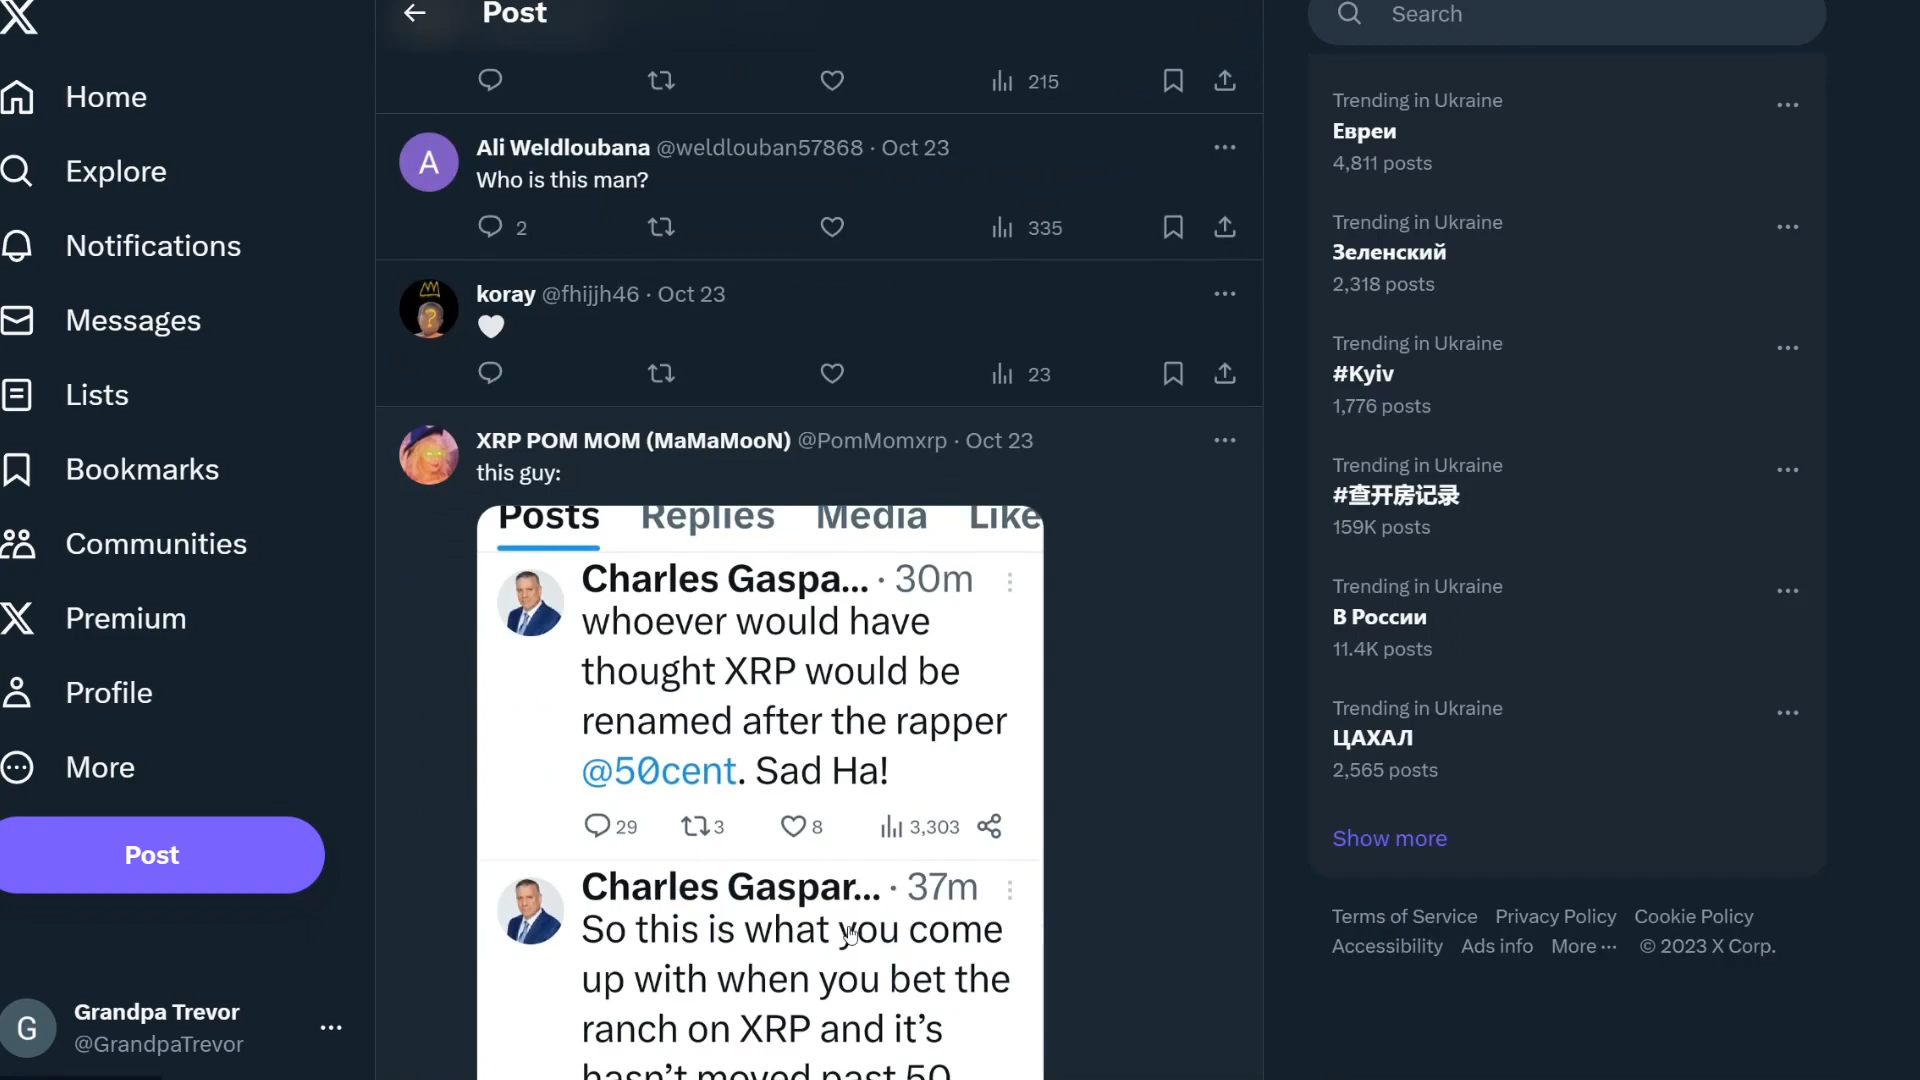 Home
Explore
Notifications
Messages
Lists
Bookmarks
Communities
Premium
Profile
More
Post
G
Grandpa Trevor
@GrandpaTrevor
Post
215
A
Ali Weldloubana @weldlouban57868 · Oct 23
Who is this man?
2
335
koray @fhijjh46 · Oct 23
23
XRP POM MOM (MaMaMooN) @PomMomxrp · Oct 23
this guy:
Posts Replies Media Like
Charles Gaspa... · 30m
whoever would have
thought XRP would be
renamed after the rapper
@50cent. Sad Ha!
29 3 8 3,303
Charles Gaspar... · 37m
So this is what you come
up with when you bet the
ranch on XRP and it's
hasn't moved past 50
Search
Trending in Ukraine
Евреи
4,811 posts
Trending in Ukraine
Зеленский
2,318 posts
Trending in Ukraine
#Kyiv
1,776 posts
Trending in Ukraine
#查开房记录
159K posts
Trending in Ukraine
В России
11.4K posts
Trending in Ukraine
ЦАХАЛ
2,565 posts
Show more
Terms of Service Privacy Policy Cookie Policy
Accessibility Ads info More ··· © 2023 X Corp.